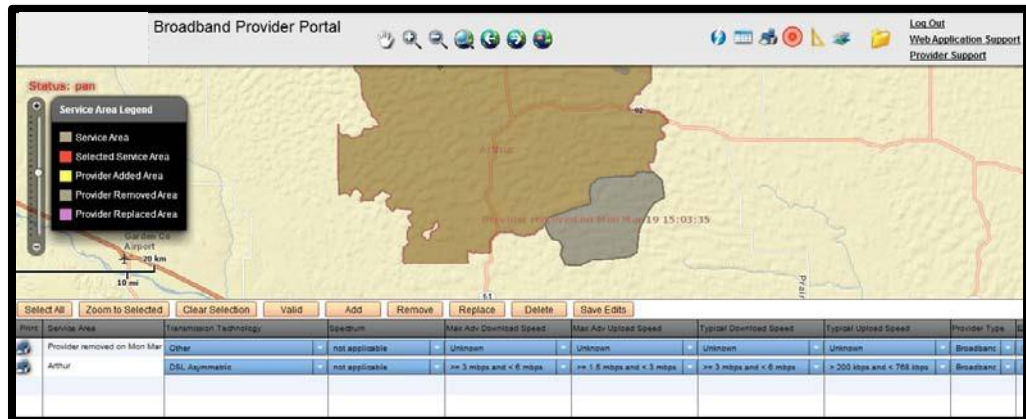 Broadband Provider Portal
Log Out
Web Application Support
Provider Support
Status: pan
Service Area Legend
Service Area
Selected Service Area
Provider Added Area
Provider Removed Area
Provider Replaced Area
Garden Co
Airport
20 km
10 mi
92
Arthur
Provider removed Mon Mar 19 15:03:35
61
Prair
Select All Zoom to Selected Clear Selection Valid Add Remove Replace Delete Save Edits
Print Service Area Transmission Technology Spectrum Max Adv Download Speed Max Adv Upload Speed Typical Download Speed Typical Upload Speed Provider Type E
Provider removed on Mon Mar Other not applicable Unknown Unknown Unknown Unknown Broadband
Arthur DSL Asymmetric not applicable >= 3 mbps and < 6 mbps >= 1.5 mbps and < 3 mbps >= 3 mbps and < 6 mbps > 200 kbps and < 768 kbps Broadband